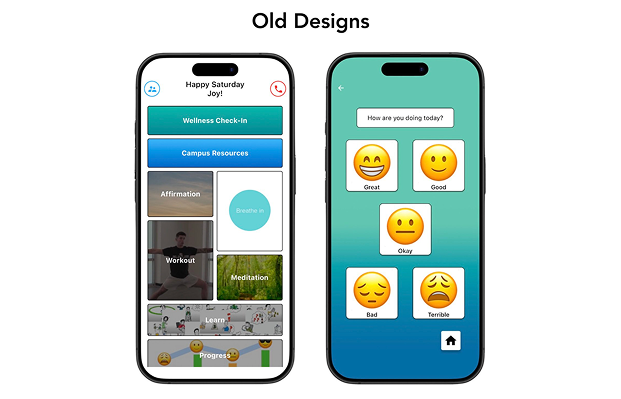 Old Designs
Happy Saturday
Joy!
Wellness Check-In
Campus Resources
Affirmation
Breathe in
Workout
Meditation
Learn
Progress
How are you doing today?
Great
Good
Okay
Bad
Terrible